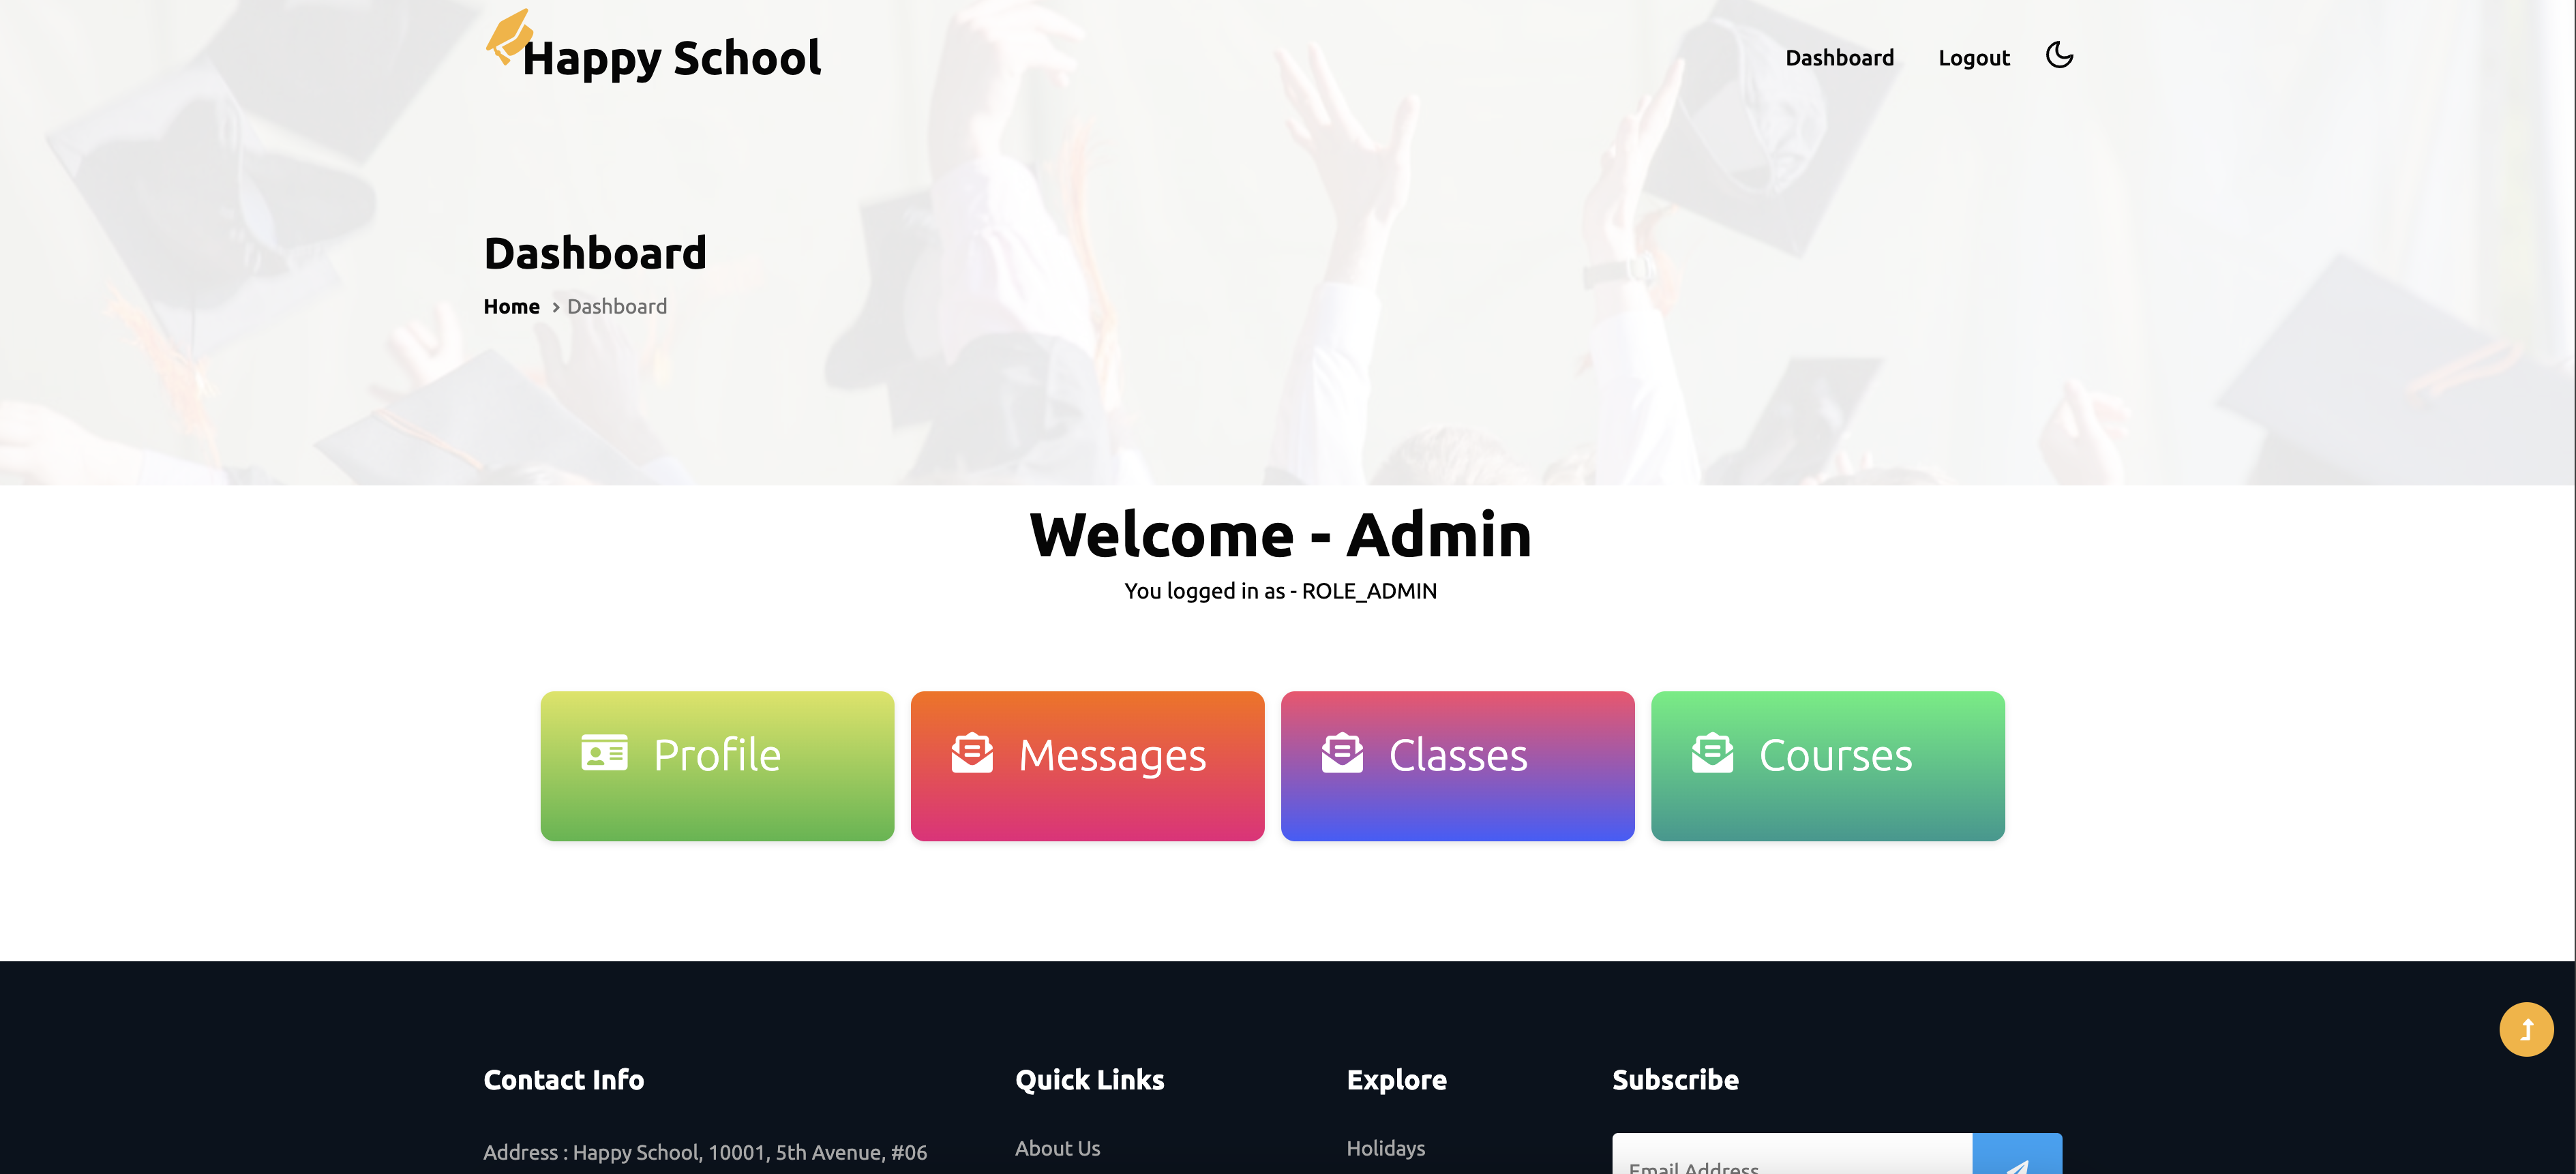 Happy School
Dashboard Logout
Dashboard
Home > Dashboard
Welcome - Admin
You logged in as - ROLE_ADMIN
Profile
Messages
Classes
Courses
Contact Info
Quick Links
Explore
Subscribe
Address : Happy School, 10001, 5th Avenue, #06
About Us
Holidays
Email Address